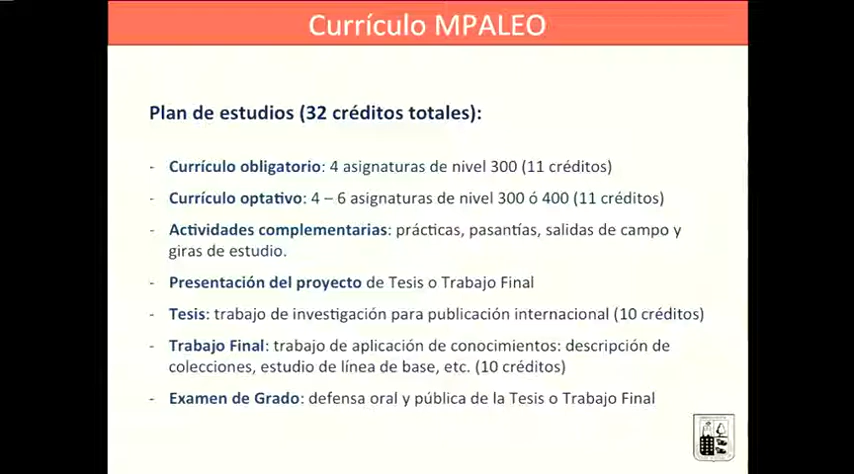 Currículo MPALEO
Plan de estudios (32 créditos totales):
- Currículo obligatorio: 4 asignaturas de nivel 300 (11 créditos)
- Currículo optativo: 4 – 6 asignaturas de nivel 300 ó 400 (11 créditos)
- Actividades complementarias: prácticas, pasantías, salidas de campo y
giras de estudio.
- Presentación del proyecto de Tesis o Trabajo Final
- Tesis: trabajo de investigación para publicación internacional (10 créditos)
- Trabajo Final: trabajo de aplicación de conocimientos: descripción de
colecciones, estudio de línea de base, etc. (10 créditos)
- Examen de Grado: defensa oral y pública de la Tesis o Trabajo Final